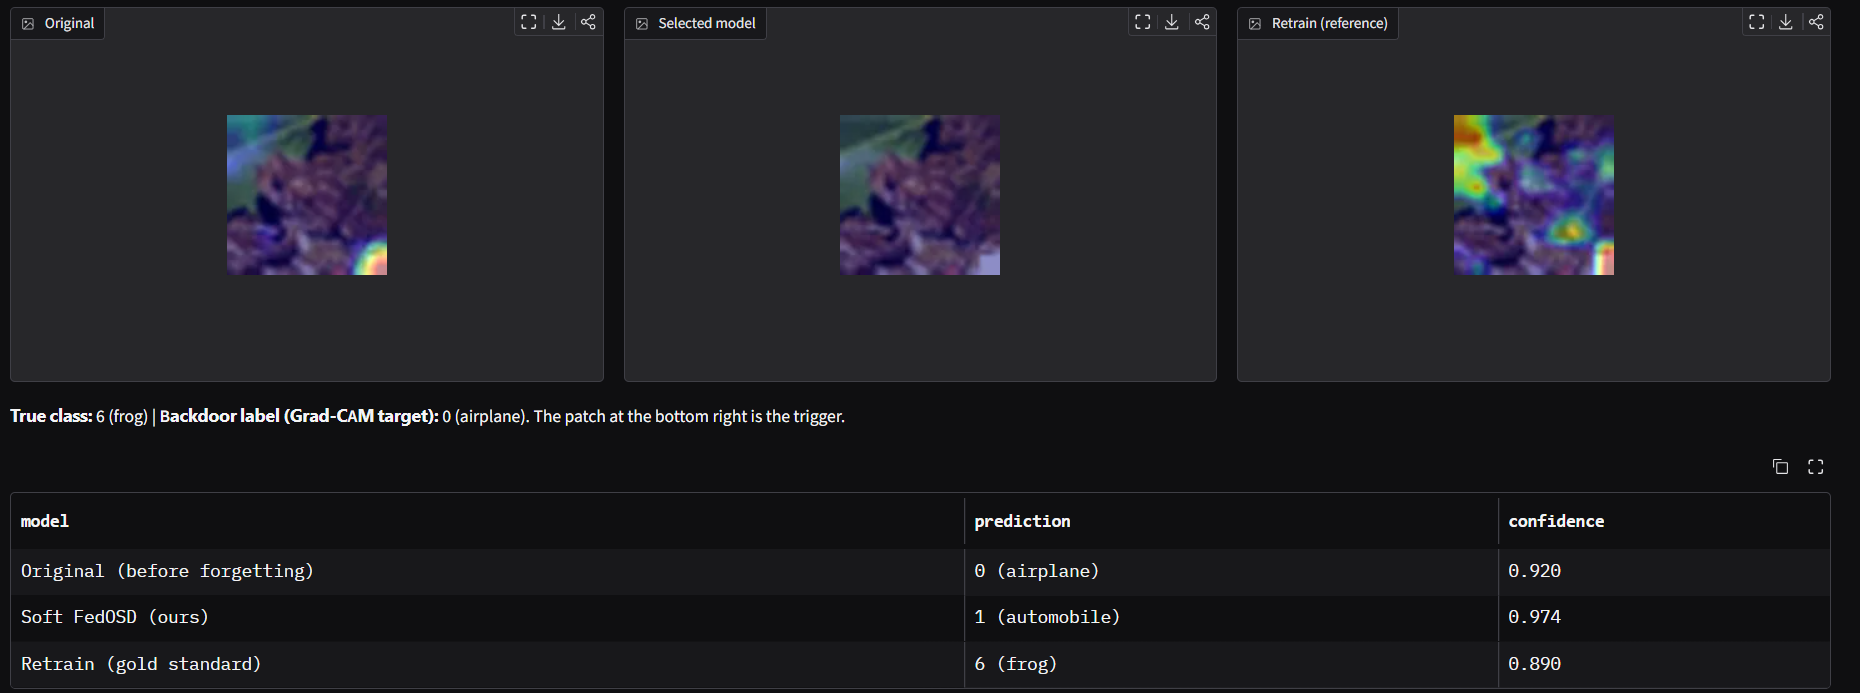 Original
Selected model
Retrain (reference)
True class: 6 (frog) | Backdoor label (Grad-CAM target): 0 (airplane). The patch at the bottom right is the trigger.
model prediction confidence
Original (before forgetting) 0 (airplane) 0.920
Soft FedOSD (ours) 1 (automobile) 0.974
Retrain (gold standard) 6 (frog) 0.890